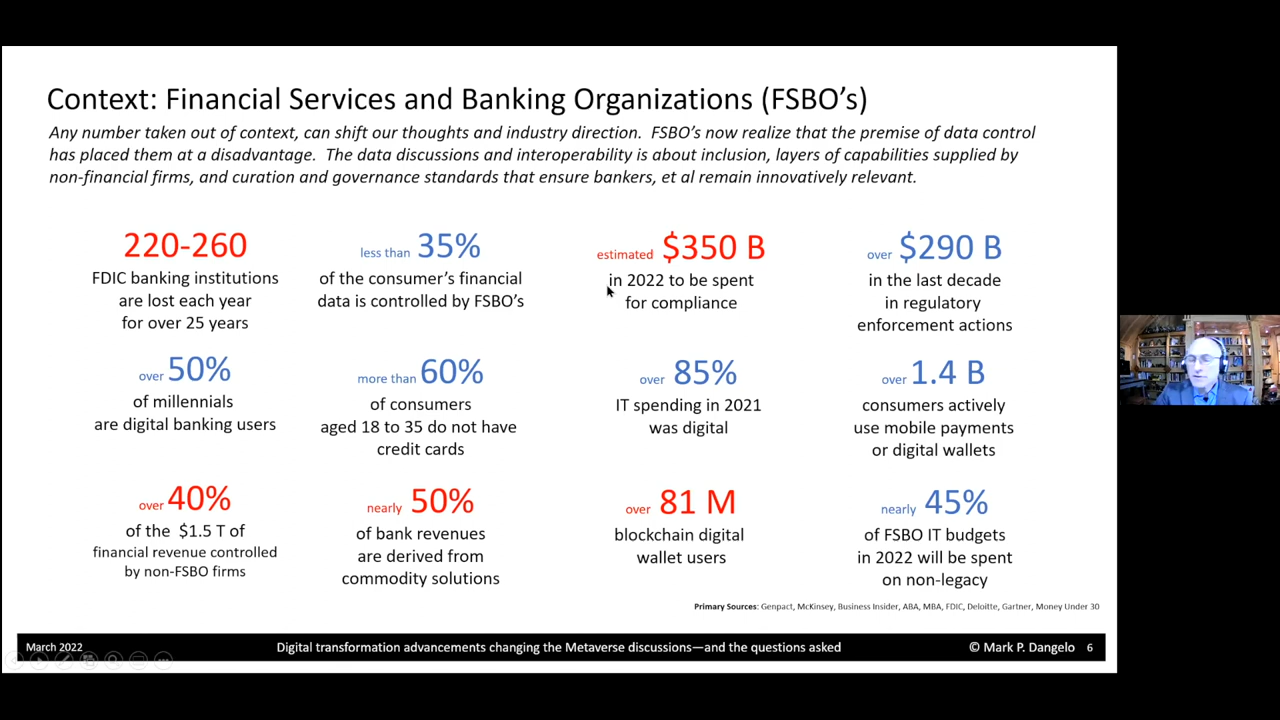 Context: Financial Services and Banking Organizations (FSBO's)
Any number taken out of context, can shift our thoughts and industry direction. FSBO's now realize that the premise of data control
has placed them at a disadvantage. The data discussions and interoperability is about inclusion, layers of capabilities supplied by
non-financial firms, and curation and governance standards that ensure bankers, et al remain innovatively relevant.
220-260
FDIC banking institutions
are lost each year
for over 25 years
less than 35%
of the consumer's financial
data is controlled by FSBO's
estimated $350 B
in 2022 to be spent
for compliance
over $290 B
in the last decade
in regulatory
enforcement actions
over 50%
of millennials
are digital banking users
more than 60%
of consumers
aged 18 to 35 do not have
credit cards
over 85%
IT spending in 2021
was digital
over 1.4 B
consumers actively
use mobile payments
or digital wallets
over 40%
of the $1.5 T of
financial revenue controlled
by non-FSBO firms
nearly 50%
of bank revenues
are derived from
commodity solutions
over 81 M
blockchain digital
wallet users
nearly 45%
of FSBO IT budgets
in 2022 will be spent
on non-legacy
Primary Sources: Genpact, McKinsey, Business Insider, ABA, MBA, FDIC, Deloitte, Gartner, Money Under 30
March 2022
Digital transformation advancements changing the Metaverse discussions—and the questions asked
© Mark P. Dangelo 6